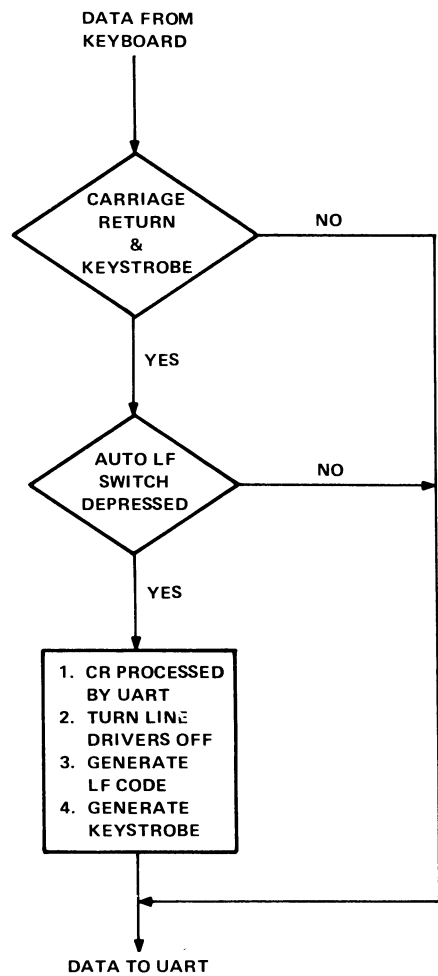 DATA FROM
KEYBOARD
CARRIAGE
RETURN
&
KEYSTROBE
NO
YES
AUTO LF
SWITCH
DEPRESSED
NO
YES
1. CR PROCESSED
BY UART
2. TURN LINE
DRIVERS OFF
3. GENERATE
LF CODE
4. GENERATE
KEYSTROBE
DATA TO UART